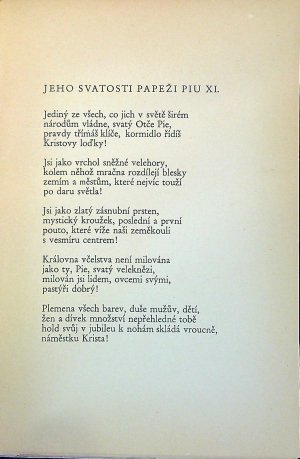 JEHO SVATOSTI PAPEŽI PIU XI.
Jediný ze všech, co jich v světě širém
národům vládne, svatý Otče Pie,
pravdy třímáš klíče, kormidlo řídíš
Kristovy loďky!
Jsi jako vrchol sněžné velehory,
kolem něhož mračna rozdílejí blesky
zemím a městům, které nejvíc touží
po daru světla!
Jsi jako zlatý zásnubní prsten,
mystický kroužek, poslední a první
pouto, které víže naši zeměkouli
s vesmíru centrem!
Královna včelstva není milována
jako ty, Pie, svatý veleknězi,
milován jsi lidem, ovcemi svými,
pastýři dobrý!
Plemena všech barev, duše mužův, dětí,
žen a dívek množství nepřehledné tobě
hold svůj v jubileu k nohám skládá vroucně,
náměstku Krista!